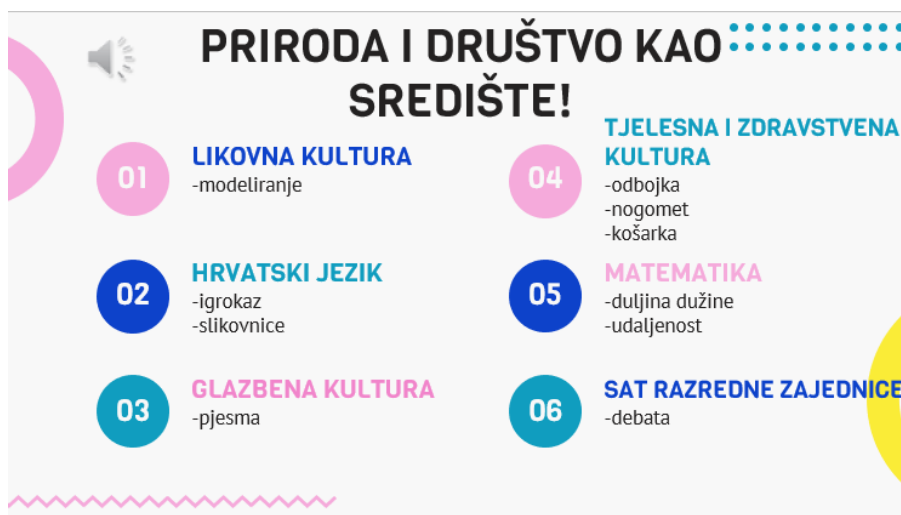 PRIRODA I DRUŠTVO KAO
SREDIŠTE!
01
LIKOVNA KULTURA
-modeliranje
02
HRVATSKI JEZIK
-igrokaz
-slikovnice
03
GLAZBENA KULTURA
-pjesma
04
TJELESNA I ZDRAVSTVENA
KULTURA
-odbojka
-nogomet
-košarka
05
MATEMATIKA
-duljina dužine
-udaljenost
06
SAT RAZREDNE ZAJEDNICE
-debata